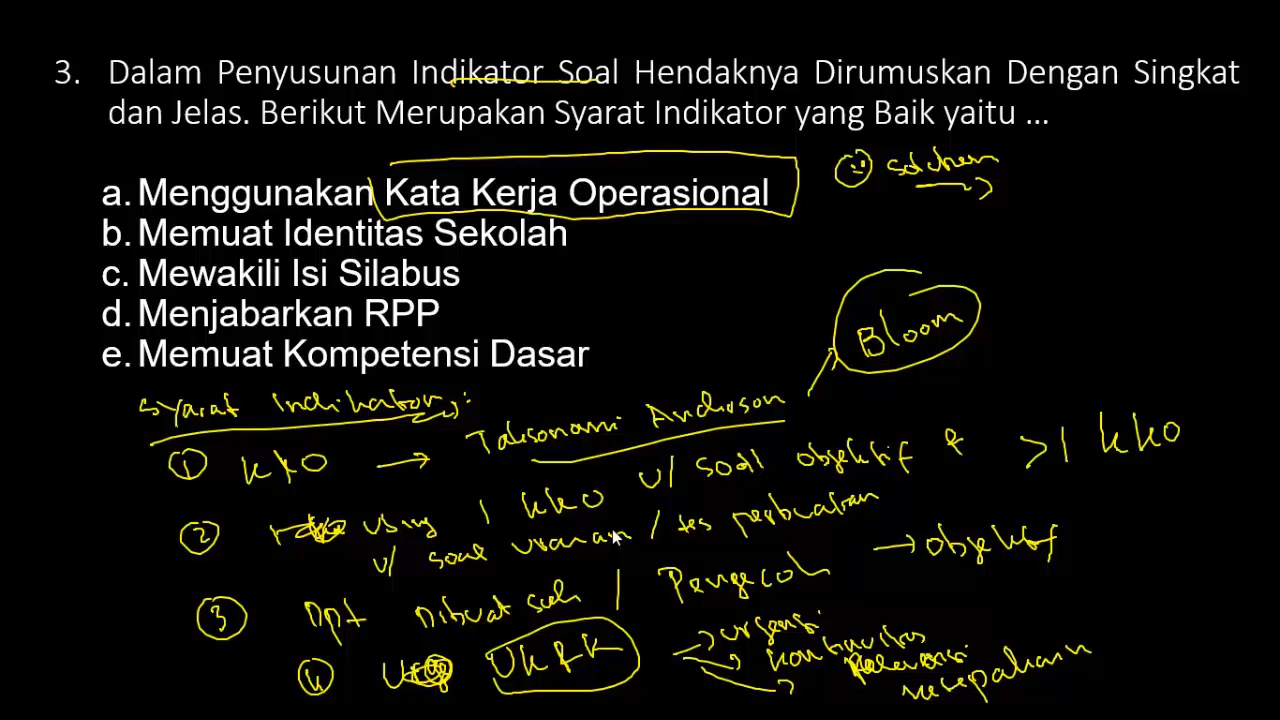 3. Dalam Penyusunan Indikator Soal Hendaknya Dirumuskan Dengan Singkat
dan Jelas. Berikut Merupakan Syarat Indikator yang Baik yaitu ...
a. Menggunakan Kata Kerja Operasional
b. Memuat Identitas Sekolah
c. Mewakili Isi Silabus
d. Menjabarkan RPP
e. Memuat Kompetensi Dasar
Bloom
Syarat Indikator:
① KKO → Taksonomi Anderson
② 1 KKO u/ soal objektif & >1 KKO
u/ soal uraian / tes perbuatan
③ Dpt Dibuat soal / Pengecoh → objektif
④ UKRK → urgensi
kontinuitas
Relevansi
keterpakaian